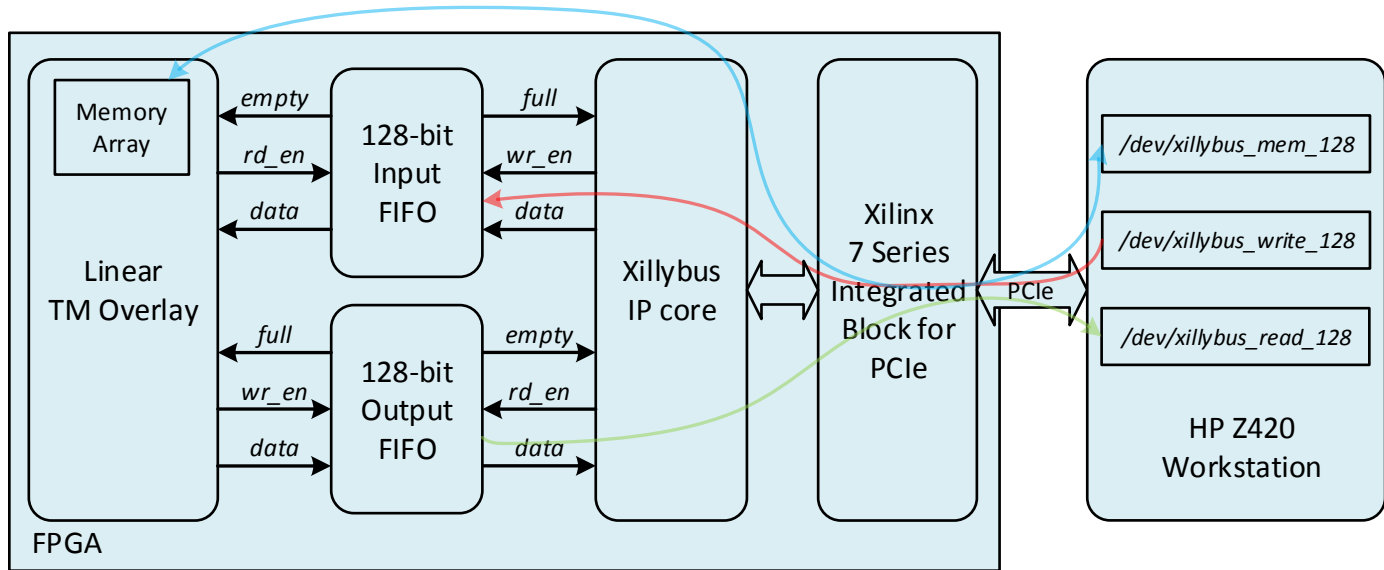 Memory
Array
Linear
TM Overlay
empty
rd_en
data
full
wr_en
data
128-bit
Input
FIFO
128-bit
Output
FIFO
full
wr_en
data
empty
rd_en
data
Xillybus
IP core
Xilinx
7 Series
Integrated
Block for
PCIe
PCIe
/dev/xillybus_mem_128
/dev/xillybus_write_128
/dev/xillybus_read_128
HP Z420
Workstation
FPGA